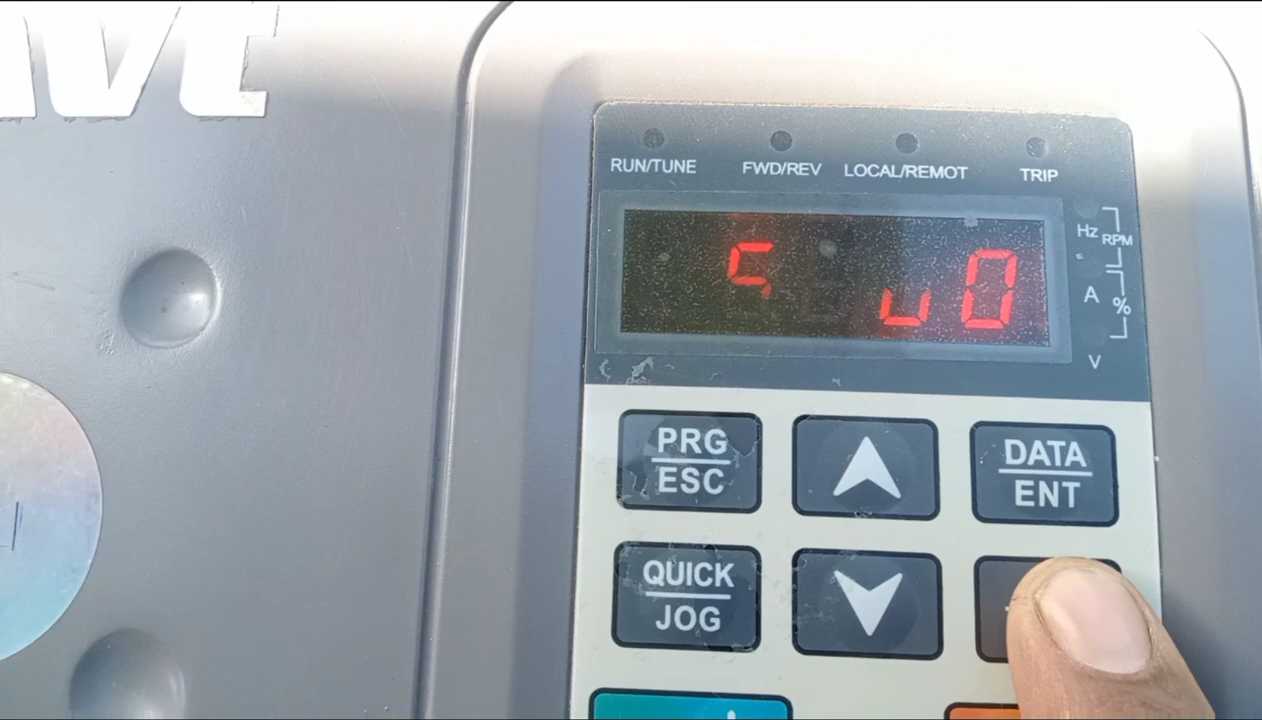 RUN/TUNE FWD/REV LOCAL/REMOT TRIP
Hz
RPM
A
%
V
PRG
ESC
DATA
ENT
QUICK
JOG